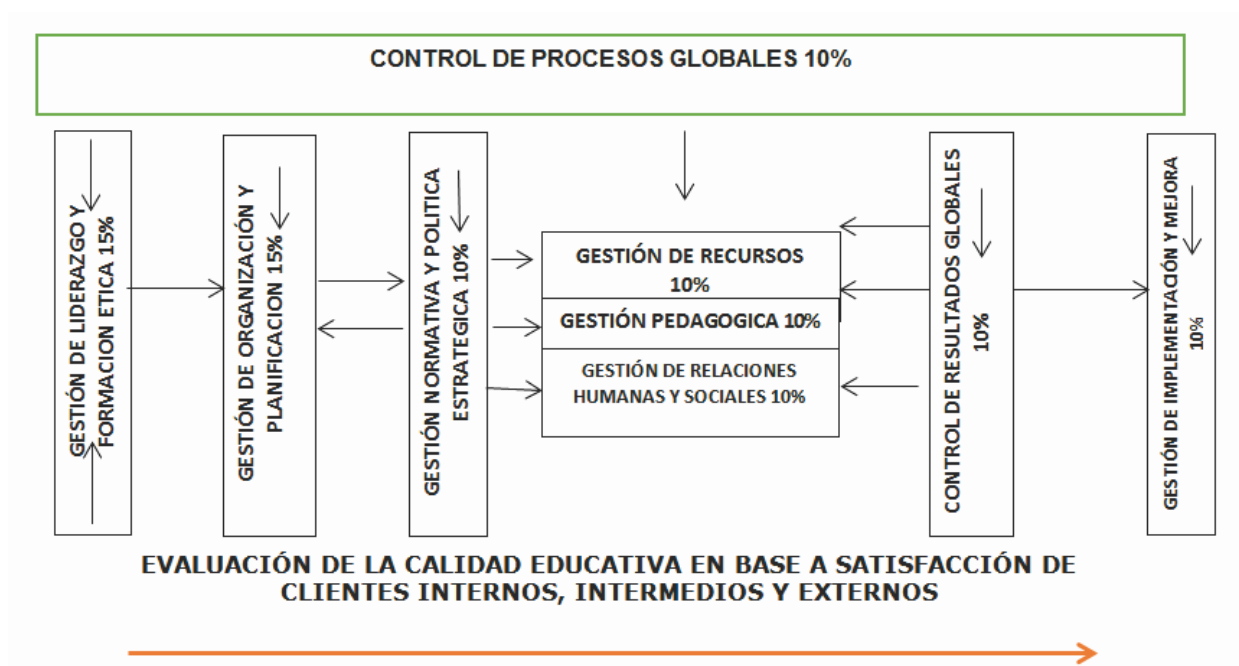 CONTROL DE PROCESOS GLOBALES 10%
GESTIÓN DE LIDERAZGO Y
FORMACION ETICA 15%
GESTIÓN DE ORGANIZACIÓN Y
PLANIFICACION 15%
GESTIÓN NORMATIVA Y POLITICA
ESTRATEGICA 10%
GESTIÓN DE RECURSOS
10%
GESTIÓN PEDAGOGICA 10%
GESTIÓN DE RELACIONES
HUMANAS Y SOCIALES 10%
CONTROL DE RESULTADOS GLOBALES
10%
GESTIÓN DE IMPLEMENTACIÓN Y MEJORA
10%
EVALUACIÓN DE LA CALIDAD EDUCATIVA EN BASE A SATISFACCIÓN DE
CLIENTES INTERNOS, INTERMEDIOS Y EXTERNOS